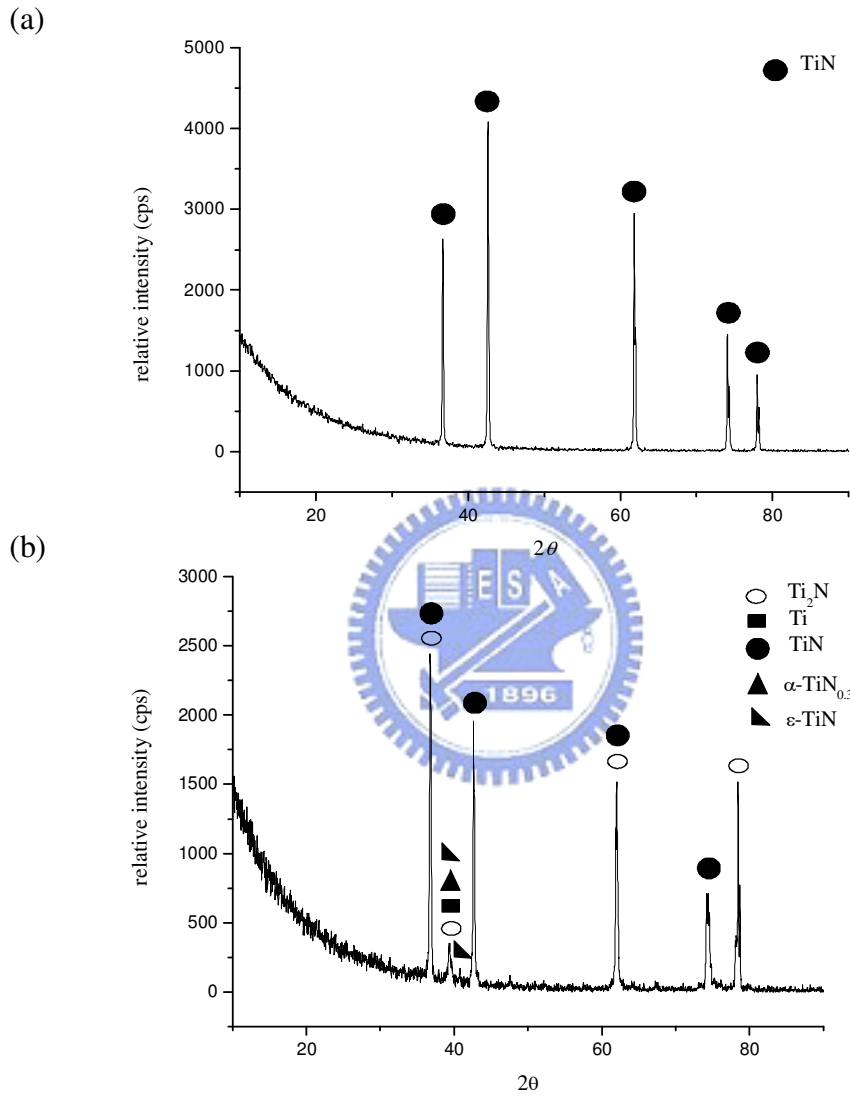 (a)
5000
4000
3000
2000
1000
0
relative intensity (cps)
TiN
20
40
60
80
2θ
(b)
3000
2500
2000
1500
1000
500
0
relative intensity (cps)
Ti₂N
Ti
TiN
α-TiN₀.₃
ε-TiN
E S A
1896
20
40
60
80
2θ